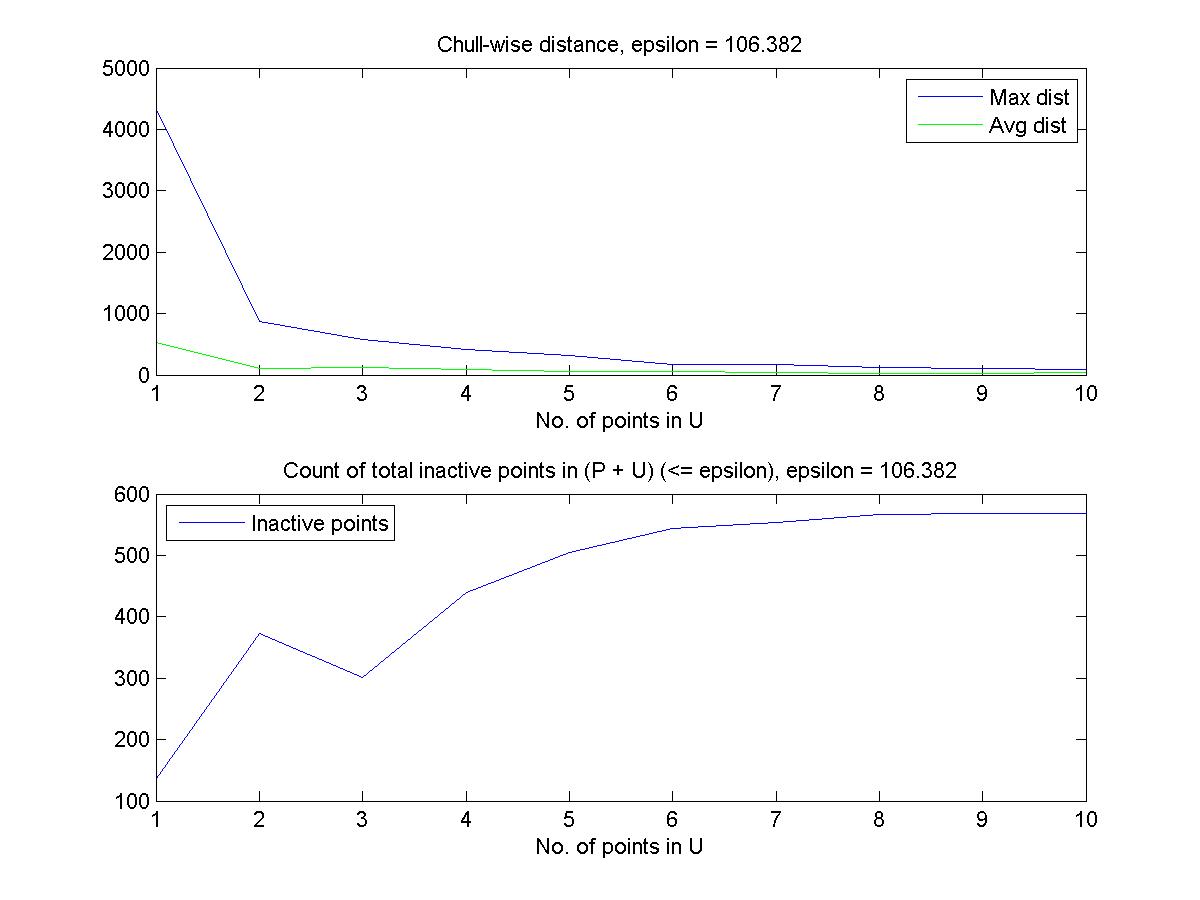 Chull-wise distance, epsilon = 106.382
5000
4000
3000
2000
1000
0
Max dist
Avg dist
1 2 3 4 5 6 7 8 9 10
No. of points in U
Count of total inactive points in (P + U) (<= epsilon), epsilon = 106.382
600
500
400
300
200
100
Inactive points
1 2 3 4 5 6 7 8 9 10
No. of points in U